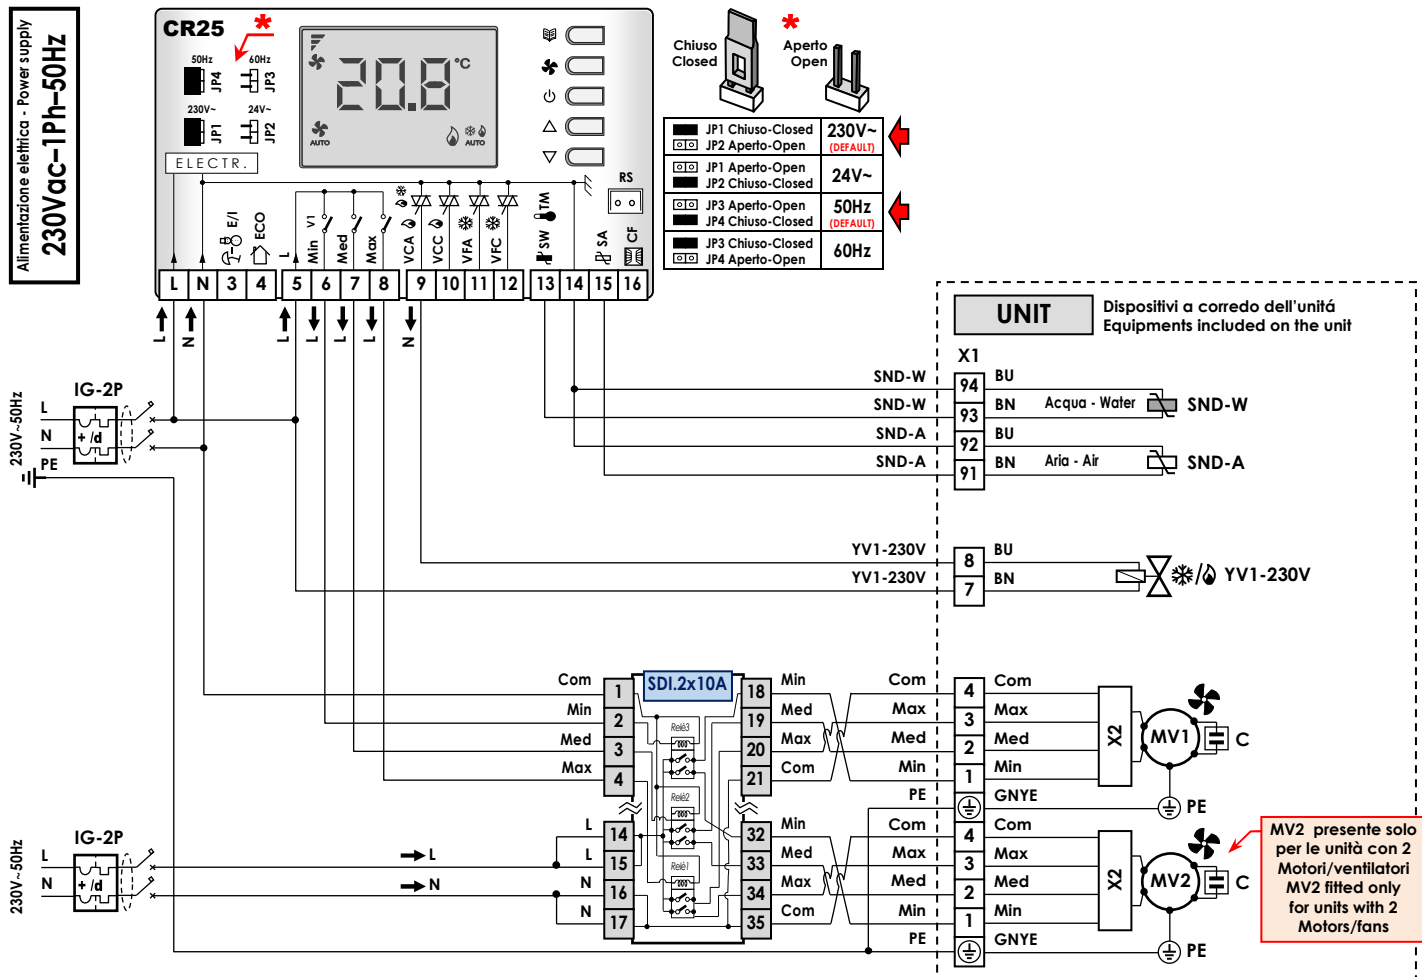 Alimentazione elettrica - Power supply
230Vac-1Ph-50Hz
CR25
*
50Hz
60Hz
JP4
JP3
230V~
24V~
JP1
JP2
ELECTR.
20.8
°C
AUTO
AUTO
E/I
ECO
L
Min
V1
Med
Max
VCA
VCC
VFA
VFC
SW
TM
SA
CF
RS
L N 3 4 5 6 7 8 9 10 11 12 13 14 15 16
L
N
L
L
L
L
N
Chiuso
Closed
*
Aperto
Open
JP1 Chiuso-Closed
JP2 Aperto-Open
230V~
(DEFAULT)
JP1 Aperto-Open
JP2 Chiuso-Closed
24V~
JP3 Aperto-Open
JP4 Chiuso-Closed
50Hz
(DEFAULT)
JP3 Chiuso-Closed
JP4 Aperto-Open
60Hz
UNIT
Dispositivi a corredo dell'unitá
Equipments included on the unit
X1
230V~50Hz
IG-2P
L
N
PE
+ /d
SND-W 94 BU
SND-W 93 BN
Acqua - Water
SND-W
SND-A 92 BU
SND-A 91 BN
Aria - Air
SND-A
YV1-230V 8 BU
YV1-230V 7 BN
/
YV1-230V
SDI.2x10A
Com 1
Min 2
Med 3
Max 4
Relè3
Relè2
Relè1
18 Min
19 Med
20 Max
21 Com
Com 4 Com
Max 3 Max
Med 2 Med
Min 1 Min
PE GNYE
X2
MV1
C
PE
230V~50Hz
IG-2P
L
N
+ /d
L
N
L 14
L 15
N 16
N 17
32 Min
33 Med
34 Max
35 Com
Com 4 Com
Max 3 Max
Med 2 Med
Min 1 Min
PE GNYE
X2
MV2
C
PE
MV2 presente solo
per le unità con 2
Motori/ventilatori
MV2 fitted only
for units with 2
Motors/fans